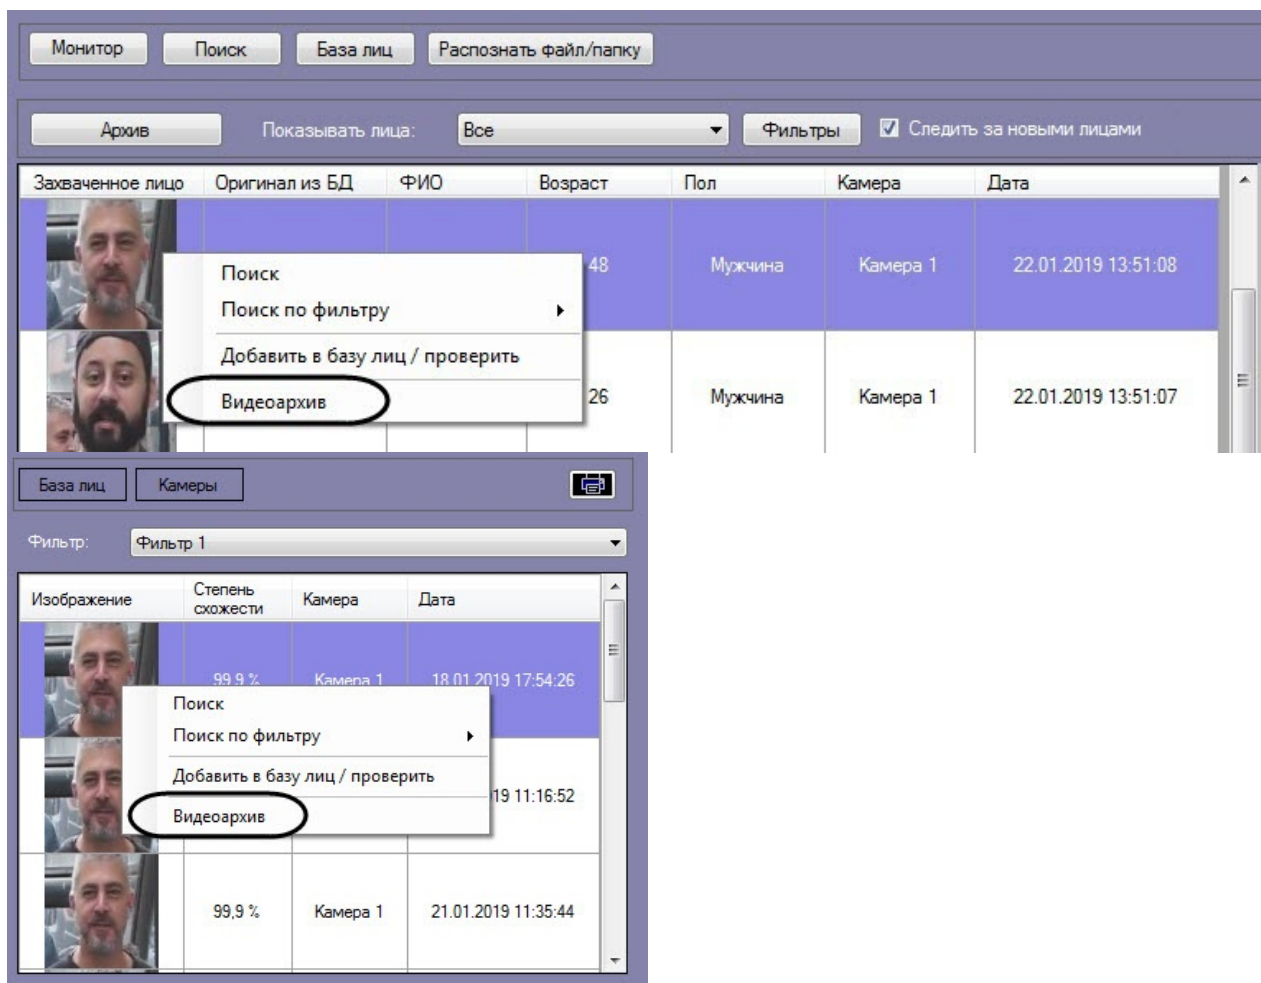 Монитор Поиск База лиц Распознать файл/папку
Архив Показывать лица: Все Фильтры Следить за новыми лицами
Захваченное лицо Оригинал из БД ФИО Возраст Пол Камера Дата
48 Мужчина Камера 1 22.01.2019 13:51:08
Поиск
Поиск по фильтру
Добавить в базу лиц / проверить
Видеоархив
26 Мужчина Камера 1 22.01.2019 13:51:07
База лиц Камеры
Фильтр: Фильтр 1
Изображение Степень схожести Камера Дата
99,9 % Камера 1 18.01.2019 17:54:26
Поиск
Поиск по фильтру
Добавить в базу лиц / проверить
19 11:16:52
Видеоархив
99,9 % Камера 1 21.01.2019 11:35:44